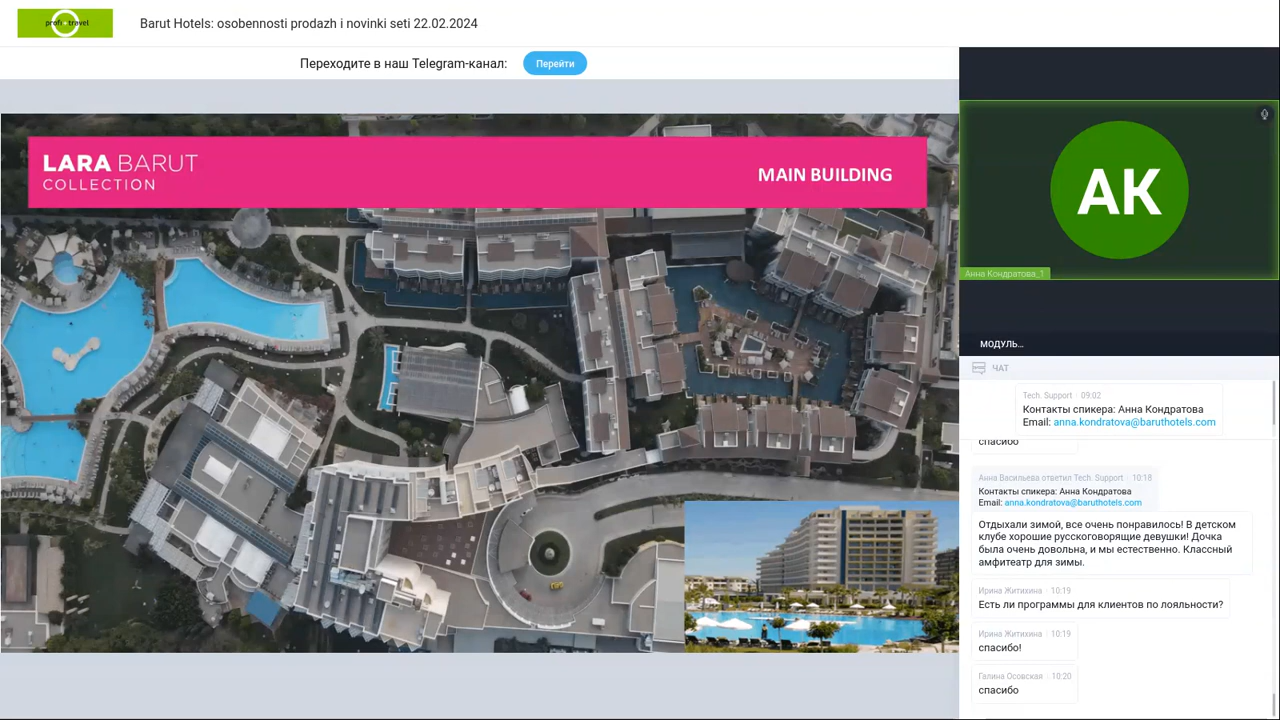 profi travel
Barut Hotels: osobennosti prodazh i novinki seti 22.02.2024
Переходите в наш Telegram-канал:
Перейти
LARA BARUT
COLLECTION
MAIN BUILDING
АК
Анна Кондратова_1
МОДУЛЬ...
ЧАТ
Tech. Support 09:02
Контакты спикера: Анна Кондратова
Email: anna.kondratova@baruthotels.com
спасибо
Анна Васильева ответил Tech. Support 10:18
Контакты спикера: Анна Кондратова
Email: anna.kondratova@baruthotels.com
Отдыхали зимой, все очень понравилось! В детском
клубе хорошие русскоговорящие девушки! Дочка
была очень довольна, и мы естественно. Классный
амфитеатр для зимы.
Ирина Житихина 10:19
Есть ли программы для клиентов по лояльности?
Ирина Житихина 10:19
спасибо!
Галина Осовская 10:20
спасибо